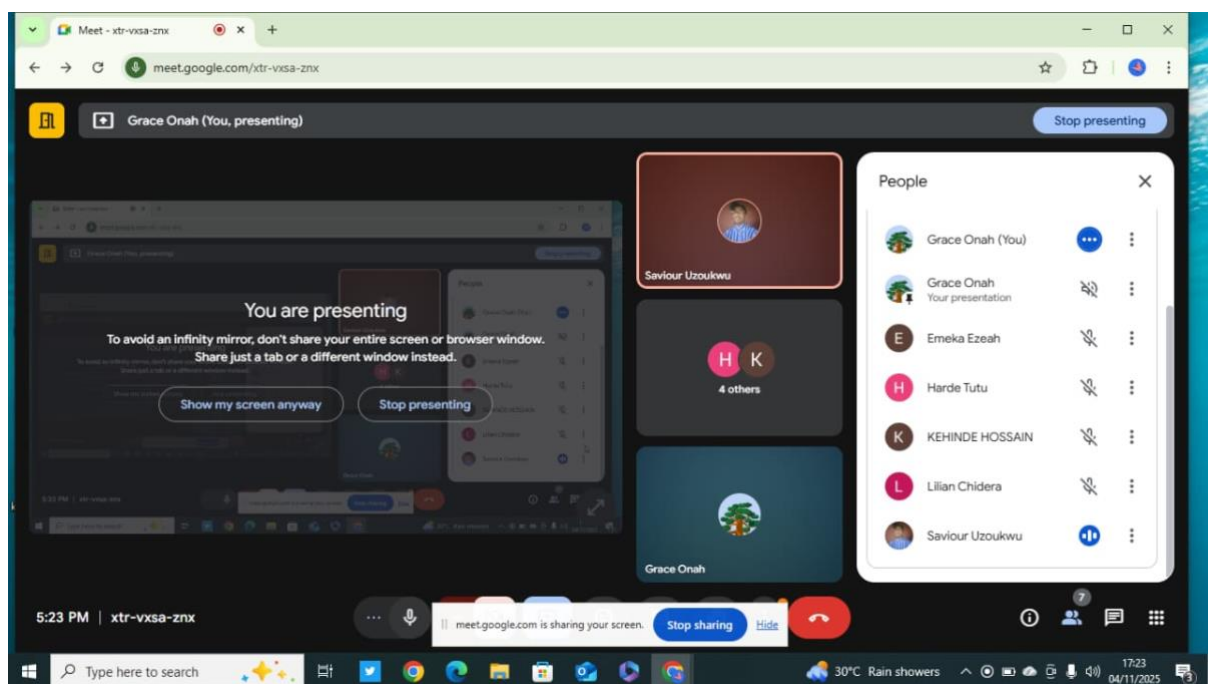 Meet - xtr-vxsa-znx
meet.google.com/xtr-vxsa-znx
Grace Onah (You, presenting)
Stop presenting
You are presenting
To avoid an infinity mirror, don't share your entire screen or browser window.
Share just a tab or a different window instead.
Show my screen anyway
Stop presenting
Saviour Uzoukwu
H K
4 others
Grace Onah
People
Grace Onah (You)
Grace Onah
Your presentation
E Emeka Ezeah
H Harde Tutu
K KEHINDE HOSSAIN
L Lilian Chidera
Saviour Uzoukwu
5:23 PM | xtr-vxsa-znx
meet.google.com is sharing your screen.
Stop sharing
Hide
7
Type here to search
30°C Rain showers
17:23
04/11/2025
3